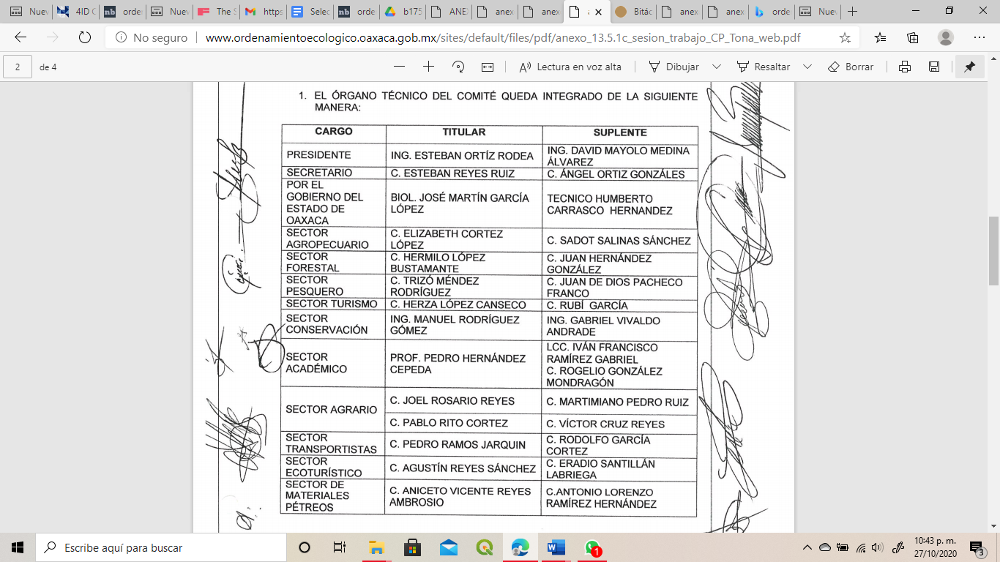 Nuev
4ID C
Nuev
The S
https
Selec
orde
b175
ANEX
anex
anex
Bitác
anex
anex
orde
Nuev
No seguro
www.ordenamientoecologico.oaxaca.gob.mx/sites/default/files/pdf/anexo_13.5.1c_sesion_trabajo_CP_Tona_web.pdf
2 de 4
Lectura en voz alta
Dibujar
Resaltar
Borrar
1. EL ÓRGANO TÉCNICO DEL COMITÉ QUEDA INTEGRADO DE LA SIGUIENTE
MANERA:
CARGO TITULAR SUPLENTE
PRESIDENTE
ING. ESTEBAN ORTÍZ RODEA
ING. DAVID MAYOLO MEDINA
ÁLVAREZ
SECRETARIO
C. ESTEBAN REYES RUIZ
C. ÁNGEL ORTIZ GONZÁLES
POR EL
GOBIERNO DEL
ESTADO DE
OAXACA
BIOL. JOSÉ MARTÍN GARCÍA
LÓPEZ
TECNICO HUMBERTO
CARRASCO HERNANDEZ
SECTOR
AGROPECUARIO
C. ELIZABETH CORTEZ
LÓPEZ
C. SADOT SALINAS SÁNCHEZ
SECTOR
FORESTAL
C. HERMILO LÓPEZ
BUSTAMANTE
C. JUAN HERNÁNDEZ
GONZÁLEZ
SECTOR
PESQUERO
C. TRIZÓ MÉNDEZ
RODRÍGUEZ
C. JUAN DE DIOS PACHECO
FRANCO
SECTOR TURISMO
C. HERZA LÓPEZ CANSECO
C. RUBÍ GARCÍA
SECTOR
CONSERVACIÓN
ING. MANUEL RODRÍGUEZ
GÓMEZ
ING. GABRIEL VIVALDO
ANDRADE
SECTOR
ACADÉMICO
PROF. PEDRO HERNÁNDEZ
CEPEDA
LCC. IVÁN FRANCISCO
RAMÍREZ GABRIEL
C. ROGELIO GONZÁLEZ
MONDRAGÓN
SECTOR AGRARIO
C. JOEL ROSARIO REYES
C. MARTIMIANO PEDRO RUIZ
C. PABLO RITO CORTEZ
C. VÍCTOR CRUZ REYES
SECTOR
TRANSPORTISTAS
C. PEDRO RAMOS JARQUIN
C. RODOLFO GARCÍA
CORTEZ
SECTOR
ECOTURÍSTICO
C. AGUSTÍN REYES SÁNCHEZ
C. ERADIO SANTILLÁN
LABRIEGA
SECTOR DE
MATERIALES
PÉTREOS
C. ANICETO VICENTE REYES
AMBROSIO
C.ANTONIO LORENZO
RAMÍREZ HERNÁNDEZ
Escribe aquí para buscar
1
10:43 p. m.
27/10/2020
3